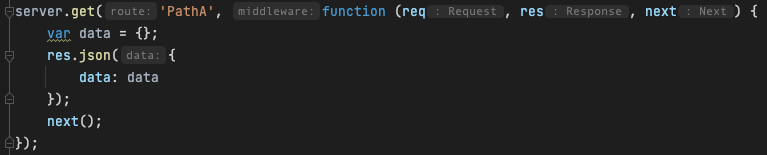 server.get( route: 'PathA', middleware: function (req : Request , res : Response , next : Next ) {
    var data = {};
    res.json( data: {
        data: data
    });
    next();
});